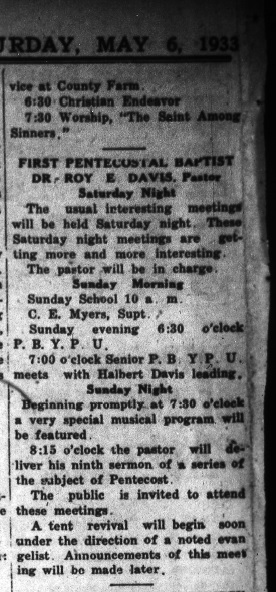 URDAY, MAY 6, 1933
vice at County Farm.
6:30 Christian Endeavor
7:30 Worship, "The Saint Among
Sinners."
FIRST PENTECOSTAL BAPTIST
DR. ROY E DAVIS, Pastor
Saturday Night
The usual interesting meetings
will be held Saturday night. These
Saturday night meetings are get-
ting more and more interesting.
The pastor will be in charge.
Sunday Morning
Sunday School 10 a. m.
C. E. Myers, Supt.
Sunday evening 6:30 o'clock
P. B. Y. P. U.
7:00 o'clock Senior P. B. Y. P. U.
meets with Halbert Davis leading.
Sunday Night
Beginning promptly at 7:30 o'clock
a very special musical program will
be featured.
8:15 o'clock the pastor will de-
liver his ninth sermon of a series of
the subject of Pentecost.
The public is invited to attend
these meetings.
A tent revival will begin soon
under the direction of a noted evan
gelist. Announcements of this meet
ing will be made later.